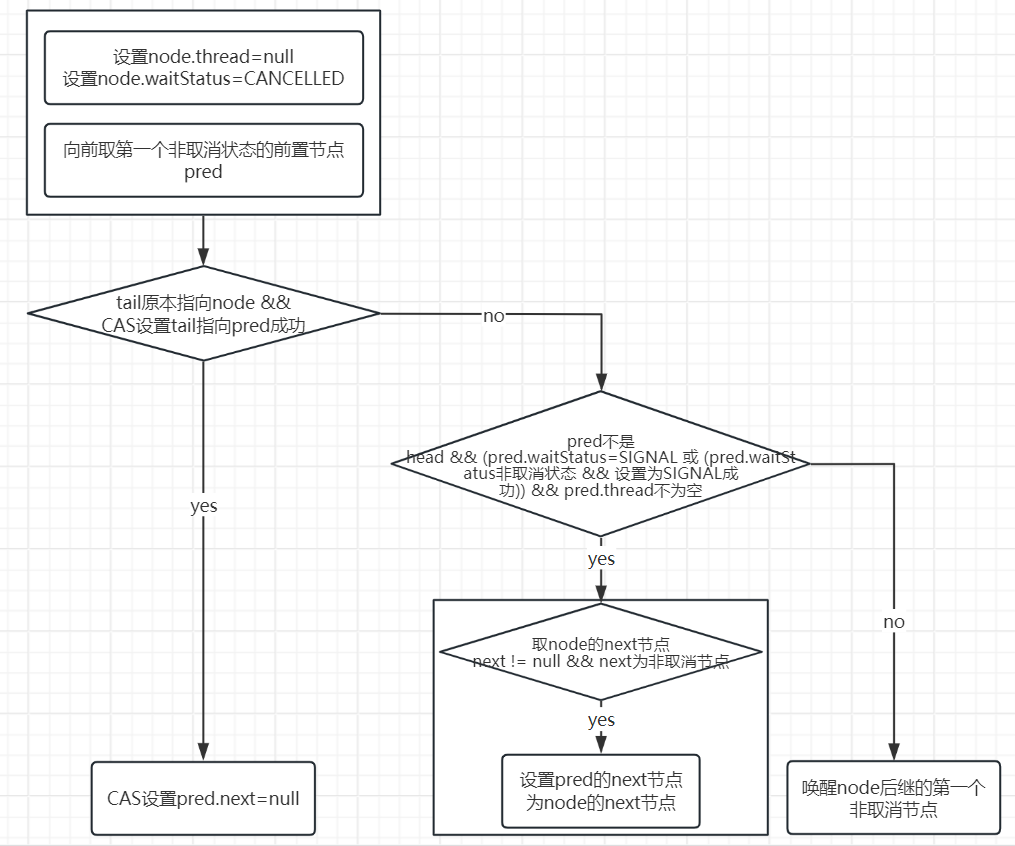 设置node.thread=null
设置node.waitStatus=CANCELLED
向前取第一个非取消状态的前置节点
pred
tail原本指向node &&
CAS设置tail指向pred成功
no
pred不是
head && (pred.waitStatus=SIGNAL 或 (pred.waitSt
atus非取消状态 && 设置为SIGNAL成
功)) && pred.thread不为空
yes
yes
no
取node的next节点
next != null && next为非取消节点
yes
设置pred的next节点
为node的next节点
CAS设置pred.next=null
唤醒node后继的第一个
非取消节点